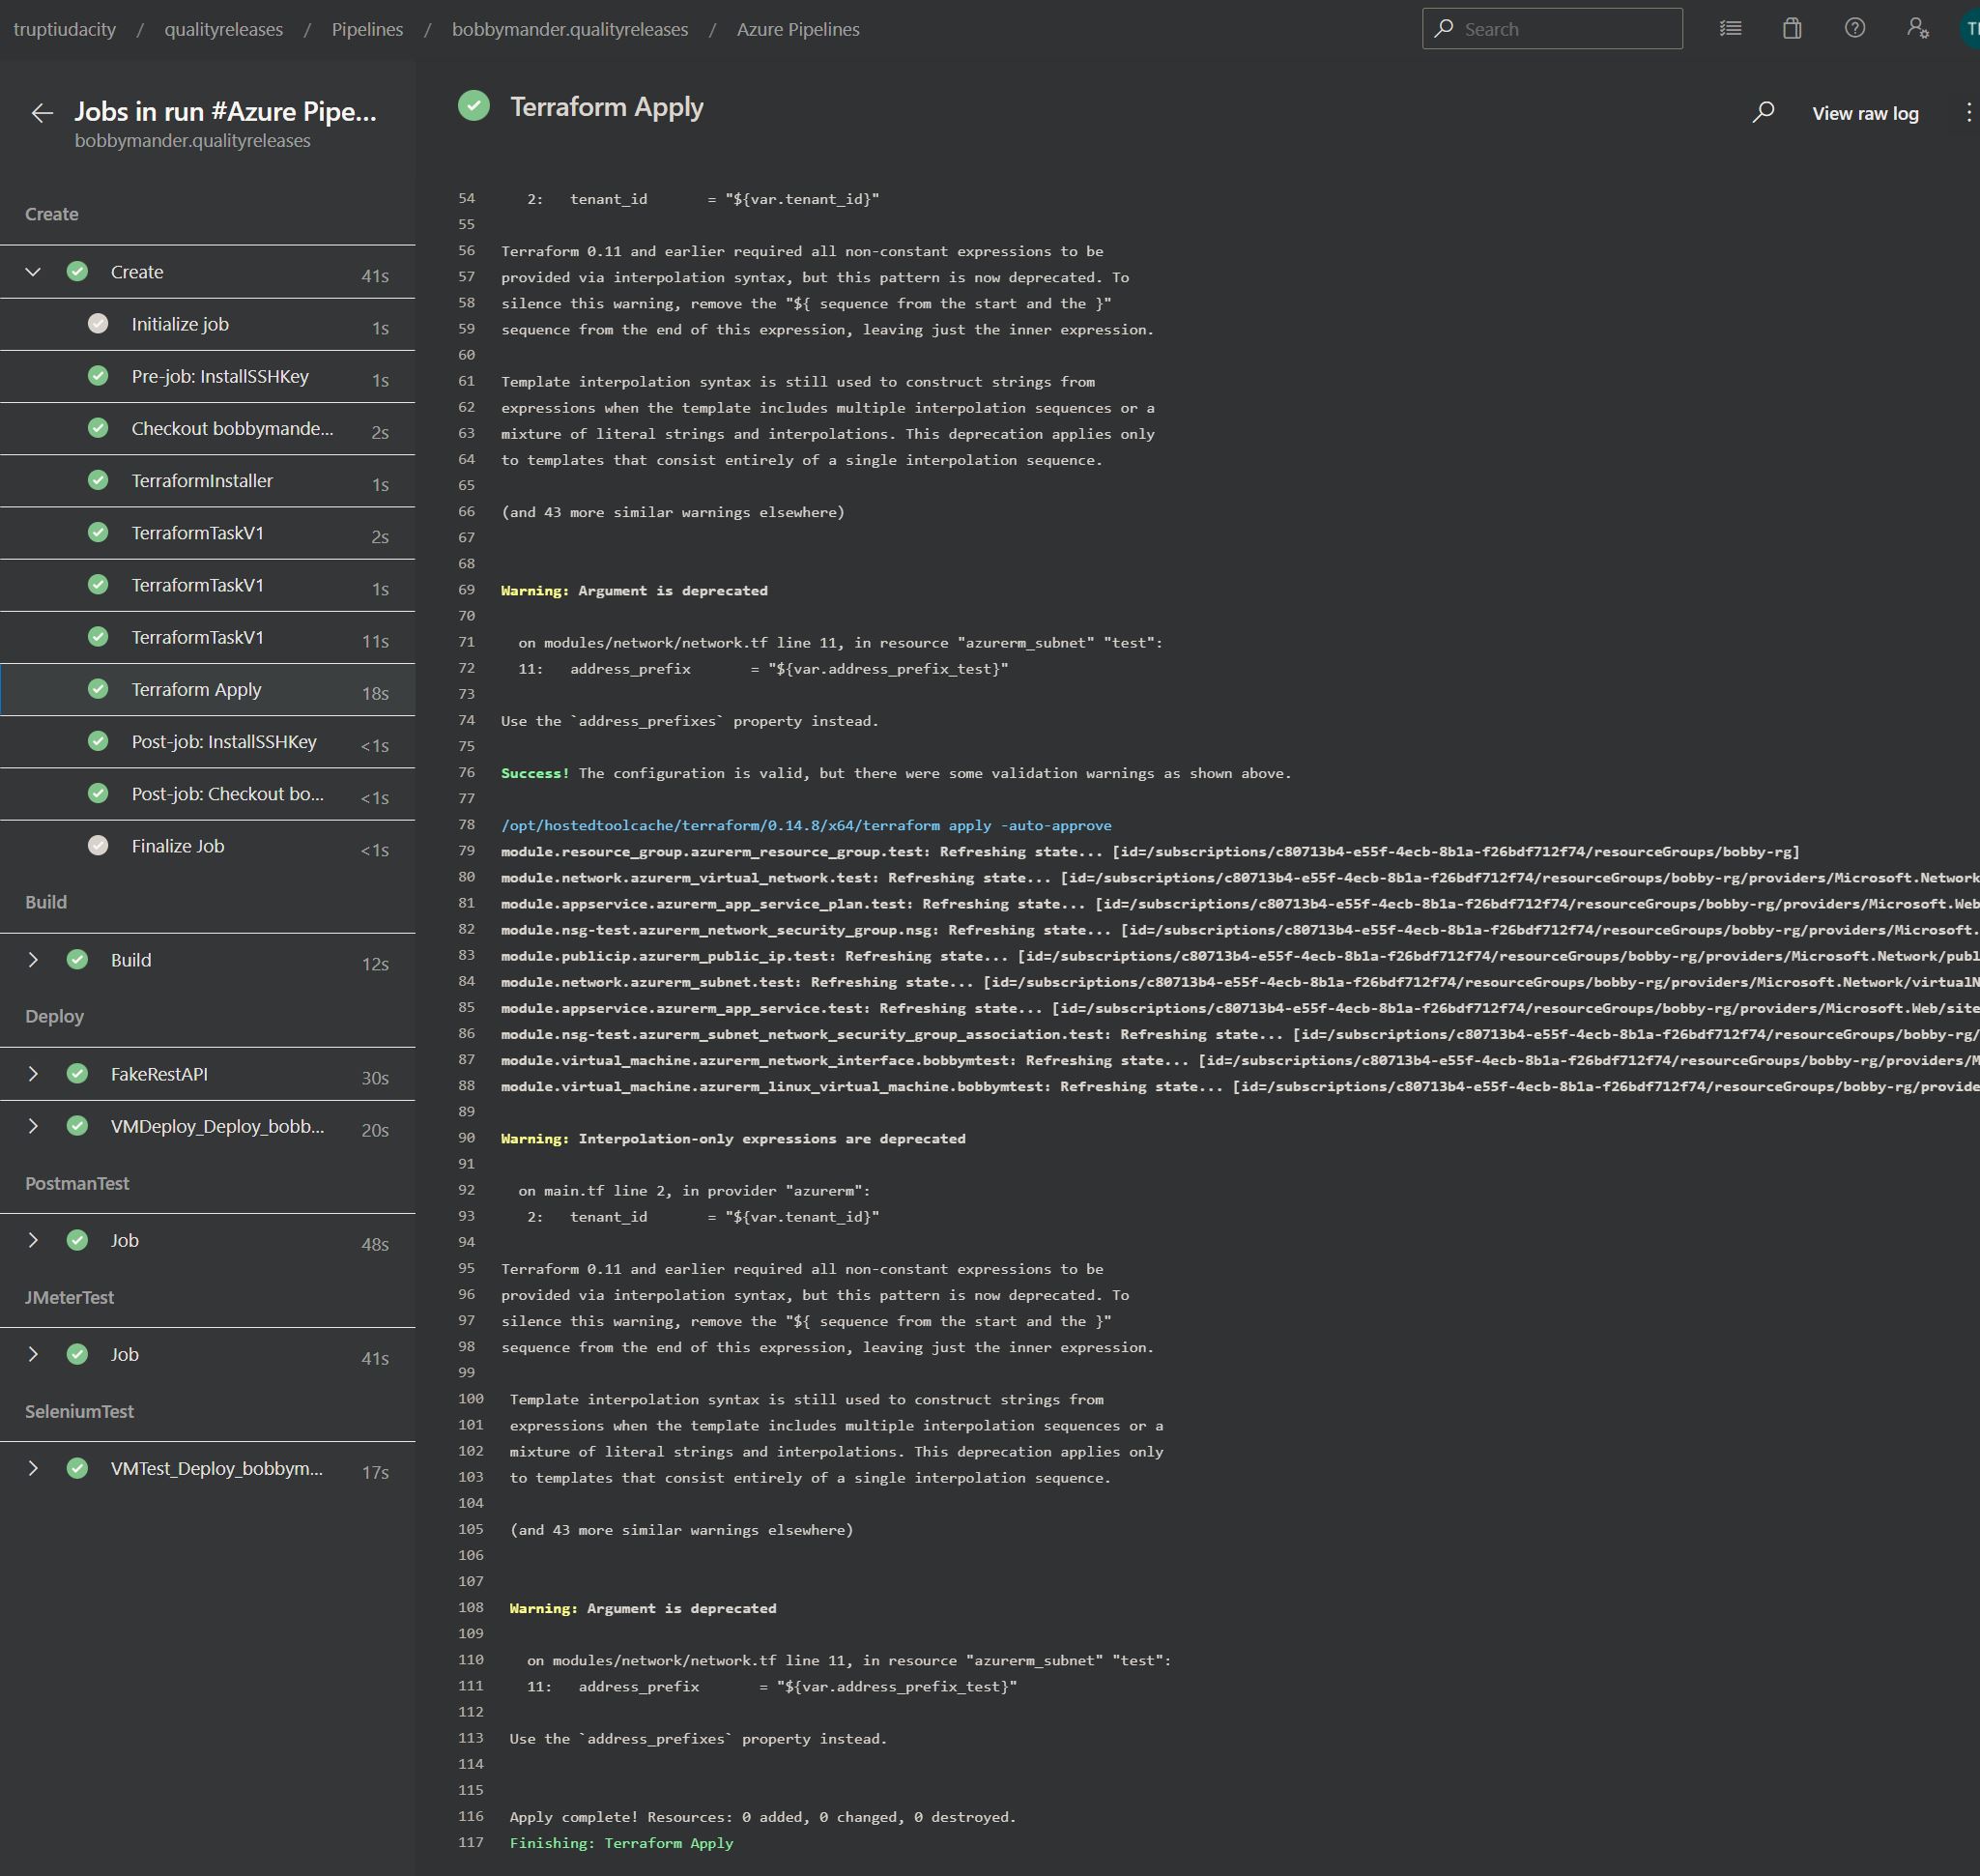 truptiudacity / qualityreleases / Pipelines / bobbymander.qualityreleases / Azure Pipelines
Search
Jobs in run #Azure Pipe...
bobbymander.qualityreleases
Create
Create 41s
Initialize job 1s
Pre-job: InstallSSHKey 1s
Checkout bobbymande... 2s
TerraformInstaller 1s
TerraformTaskV1 2s
TerraformTaskV1 1s
TerraformTaskV1 11s
Terraform Apply 18s
Post-job: InstallSSHKey <1s
Post-job: Checkout bo... <1s
Finalize Job <1s
Build
Build 12s
Deploy
FakeRestAPI 30s
VMDeploy_Deploy_bobb... 20s
PostmanTest
Job 48s
JMeterTest
Job 41s
SeleniumTest
VMTest_Deploy_bobbym... 17s
Terraform Apply
View raw log
54 2: tenant_id = "${var.tenant_id}"
55
56 Terraform 0.11 and earlier required all non-constant expressions to be
57 provided via interpolation syntax, but this pattern is now deprecated. To
58 silence this warning, remove the "${ sequence from the start and the }"
59 sequence from the end of this expression, leaving just the inner expression.
60
61 Template interpolation syntax is still used to construct strings from
62 expressions when the template includes multiple interpolation sequences or a
63 mixture of literal strings and interpolations. This deprecation applies only
64 to templates that consist entirely of a single interpolation sequence.
65
66 (and 43 more similar warnings elsewhere)
67
68
69 Warning: Argument is deprecated
70
71 on modules/network/network.tf line 11, in resource "azurerm_subnet" "test":
72 11: address_prefix = "${var.address_prefix_test}"
73
74 Use the `address_prefixes` property instead.
75
76 Success! The configuration is valid, but there were some validation warnings as shown above.
77
78 /opt/hostedtoolcache/terraform/0.14.8/x64/terraform apply -auto-approve
79 module.resource_group.azurerm_resource_group.test: Refreshing state... [id=/subscriptions/c80713b4-e55f-4ecb-8b1a-f26bdf712f74/resourceGroups/bobby-rg]
80 module.network.azurerm_virtual_network.test: Refreshing state... [id=/subscriptions/c80713b4-e55f-4ecb-8b1a-f26bdf712f74/resourceGroups/bobby-rg/providers/Microsoft.Network
81 module.appservice.azurerm_app_service_plan.test: Refreshing state... [id=/subscriptions/c80713b4-e55f-4ecb-8b1a-f26bdf712f74/resourceGroups/bobby-rg/providers/Microsoft.Web
82 module.nsg-test.azurerm_network_security_group.nsg: Refreshing state... [id=/subscriptions/c80713b4-e55f-4ecb-8b1a-f26bdf712f74/resourceGroups/bobby-rg/providers/Microsoft.
83 module.publicip.azurerm_public_ip.test: Refreshing state... [id=/subscriptions/c80713b4-e55f-4ecb-8b1a-f26bdf712f74/resourceGroups/bobby-rg/providers/Microsoft.Network/publ
84 module.network.azurerm_subnet.test: Refreshing state... [id=/subscriptions/c80713b4-e55f-4ecb-8b1a-f26bdf712f74/resourceGroups/bobby-rg/providers/Microsoft.Network/virtualN
85 module.appservice.azurerm_app_service.test: Refreshing state... [id=/subscriptions/c80713b4-e55f-4ecb-8b1a-f26bdf712f74/resourceGroups/bobby-rg/providers/Microsoft.Web/site
86 module.nsg-test.azurerm_subnet_network_security_group_association.test: Refreshing state... [id=/subscriptions/c80713b4-e55f-4ecb-8b1a-f26bdf712f74/resourceGroups/bobby-rg/
87 module.virtual_machine.azurerm_network_interface.bobbymtest: Refreshing state... [id=/subscriptions/c80713b4-e55f-4ecb-8b1a-f26bdf712f74/resourceGroups/bobby-rg/providers/M
88 module.virtual_machine.azurerm_linux_virtual_machine.bobbymtest: Refreshing state... [id=/subscriptions/c80713b4-e55f-4ecb-8b1a-f26bdf712f74/resourceGroups/bobby-rg/provide
89
90 Warning: Interpolation-only expressions are deprecated
91
92 on main.tf line 2, in provider "azurerm":
93 2: tenant_id = "${var.tenant_id}"
94
95 Terraform 0.11 and earlier required all non-constant expressions to be
96 provided via interpolation syntax, but this pattern is now deprecated. To
97 silence this warning, remove the "${ sequence from the start and the }"
98 sequence from the end of this expression, leaving just the inner expression.
99
100 Template interpolation syntax is still used to construct strings from
101 expressions when the template includes multiple interpolation sequences or a
102 mixture of literal strings and interpolations. This deprecation applies only
103 to templates that consist entirely of a single interpolation sequence.
104
105 (and 43 more similar warnings elsewhere)
106
107
108 Warning: Argument is deprecated
109
110 on modules/network/network.tf line 11, in resource "azurerm_subnet" "test":
111 11: address_prefix = "${var.address_prefix_test}"
112
113 Use the `address_prefixes` property instead.
114
115
116 Apply complete! Resources: 0 added, 0 changed, 0 destroyed.
117 Finishing: Terraform Apply